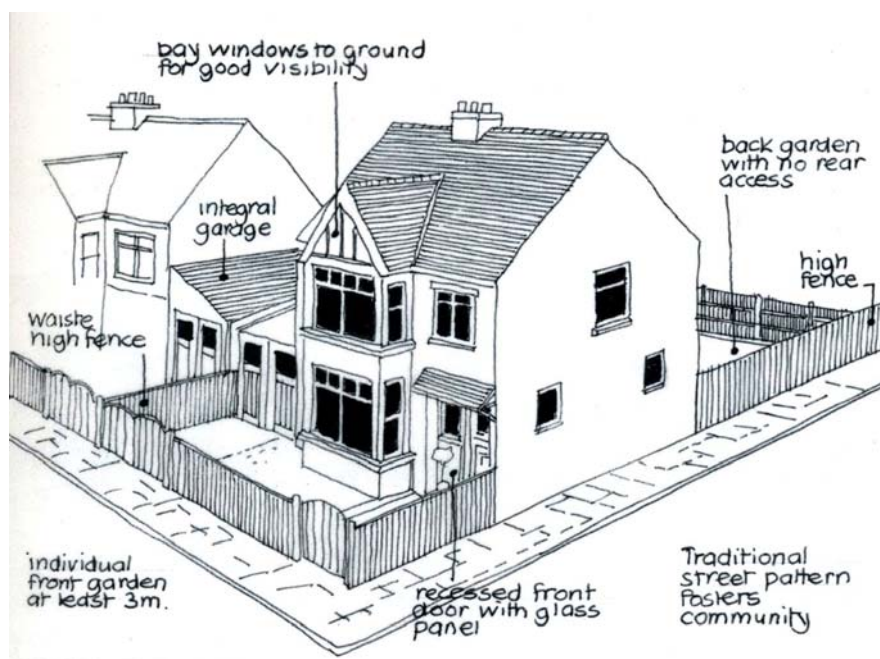 bay windows to ground
for good visibility
integral
garage
back garden
with no rear
access
high
fence
waiste
high fence
individual
front garden
at least 3m.
recessed front
door with glass
panel
Traditional
street pattern
fosters
community